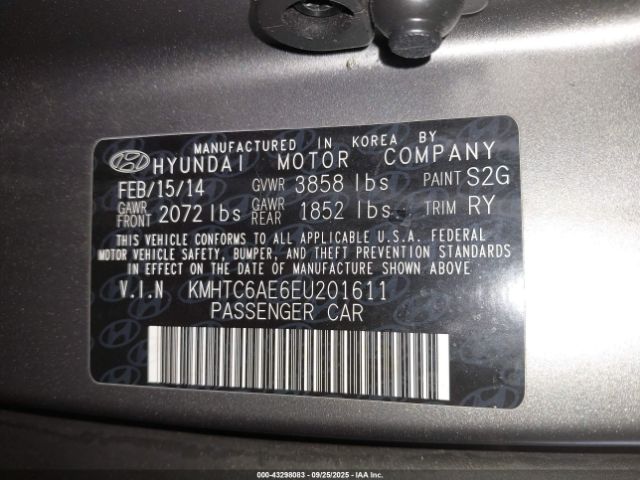 MANUFACTURED IN KOREA BY
HYUNDAI MOTOR COMPANY
FEB/15/14 GVWR 3858 lbs PAINT S2G
GAWR FRONT 2072 lbs GAWR REAR 1852 lbs TRIM RY
THIS VEHICLE CONFORMS TO ALL APPLICABLE U.S.A. FEDERAL
MOTOR VEHICLE SAFETY, BUMPER, AND THEFT PREVENTION STANDARDS
IN EFFECT ON THE DATE OF MANUFACTURE SHOWN ABOVE
V.I.N KMHTC6AE6EU201611
PASSENGER CAR
000-43298083 - 09/25/2025 - IAA Inc.